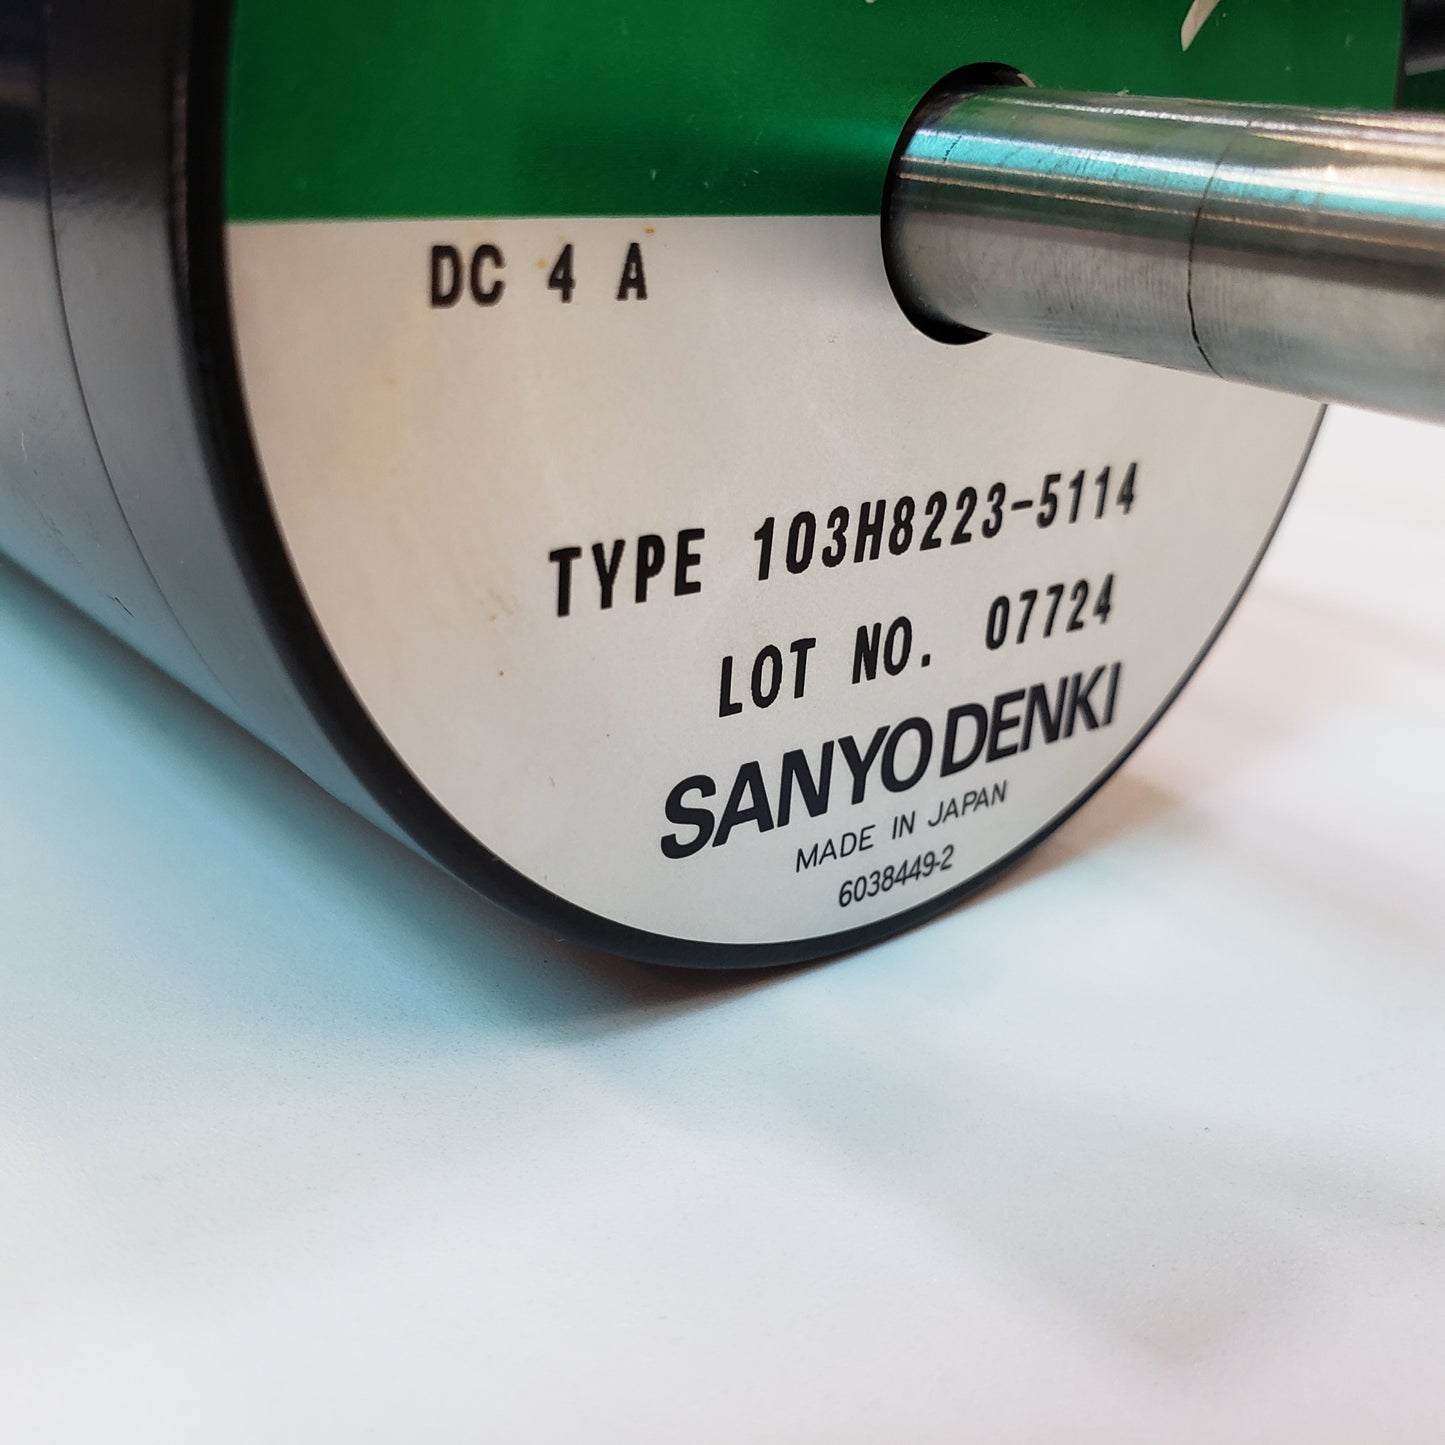 DC 4 A
TYPE 103H8223-5114
LOT NO. 07724
SANYO DENKI
MADE IN JAPAN
6038449-2